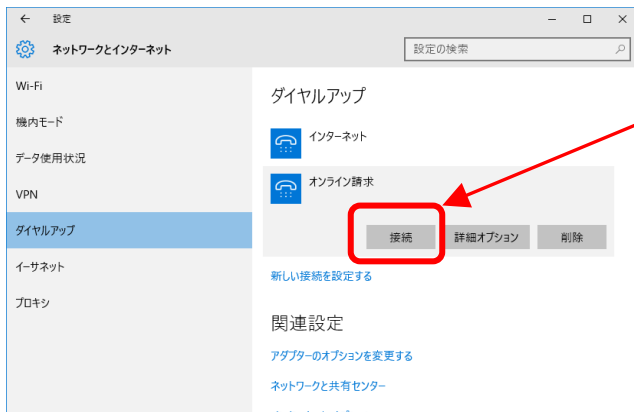 設定
ネットワークとインターネット
設定の検索
Wi-Fi
機内モード
データ使用状況
VPN
ダイヤルアップ
イーサネット
プロキシ
ダイヤルアップ
インターネット
オンライン請求
接続 詳細オプション 削除
新しい接続を設定する
関連設定
アダプターのオプションを変更する
ネットワークと共有センター